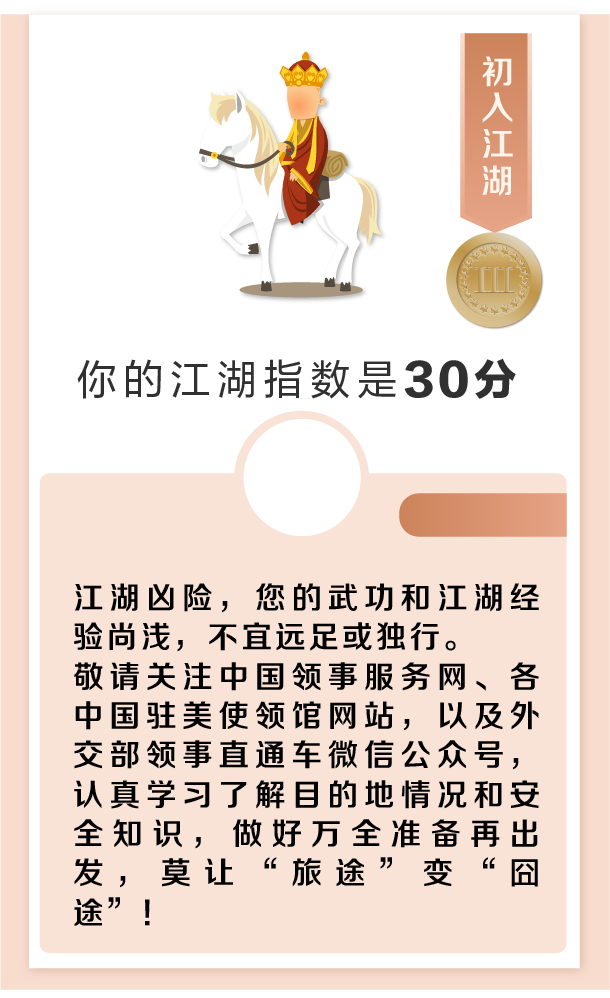 初入江湖
III
你的江湖指数是30分
江湖凶险，您的武功和江湖经
验尚浅，不宜远足或独行。
敬请关注中国领事服务网、各
中国驻美使领馆网站，以及外
交部领事直通车微信公众号，
认真学习了解目的地情况和安
全知识，做好万全准备再出
发，莫让“旅途”变“囧
途”！